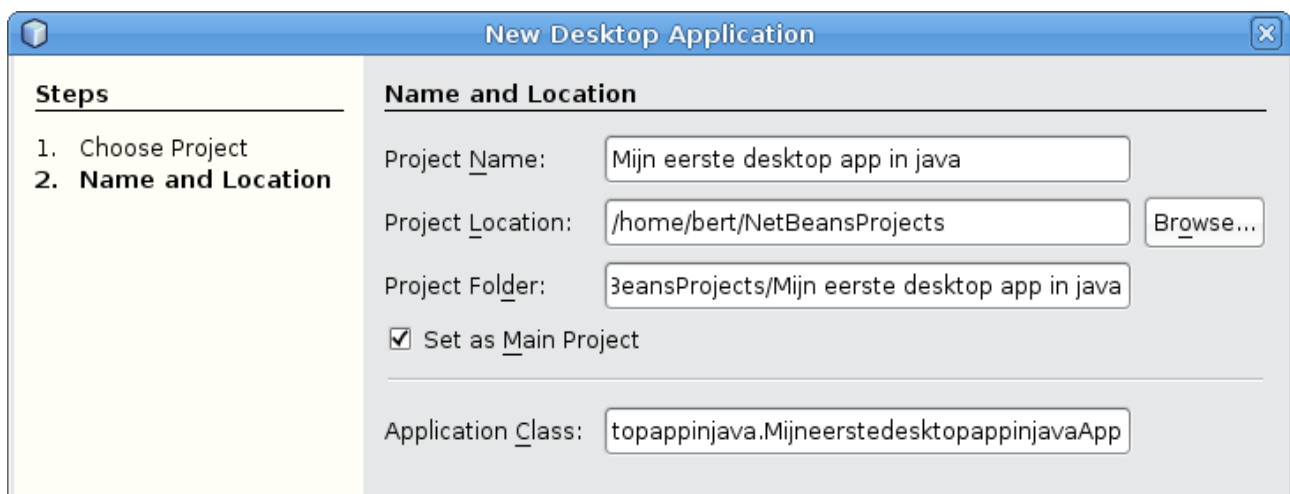 New Desktop Application
Steps
1. Choose Project
2. Name and Location
Name and Location
Project Name: Mijn eerste desktop app in java
Project Location: /home/bert/NetBeansProjects Browse...
Project Folder: BeansProjects/Mijn eerste desktop app in java
Set as Main Project
Application Class: topappinjava.MijneerstedesktopappinjavaApp